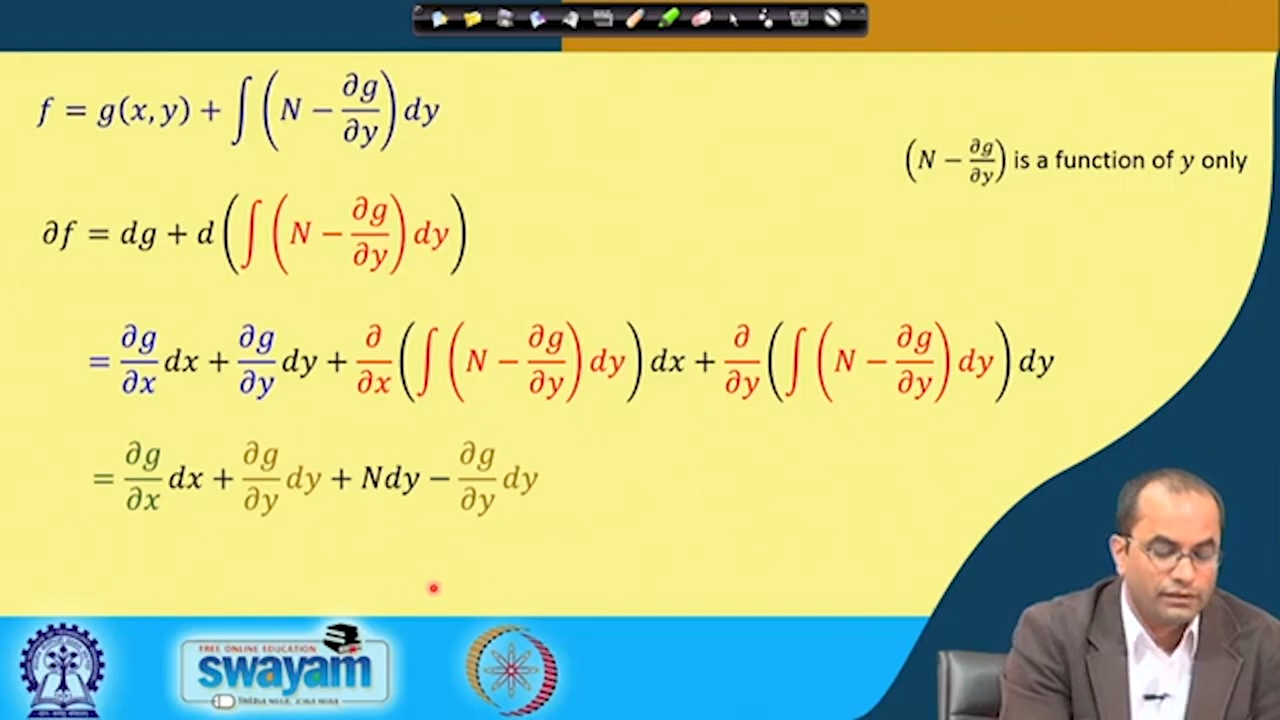 f = g(x, y) + ∫ (N − ∂g/∂y) dy
(N − ∂g/∂y) is a function of y only
∂f = dg + d (∫ (N − ∂g/∂y) dy)
= ∂g/∂x dx + ∂g/∂y dy + ∂/∂x (∫ (N − ∂g/∂y) dy) dx + ∂/∂y (∫ (N − ∂g/∂y) dy) dy
= ∂g/∂x dx + ∂g/∂y dy + Ndy − ∂g/∂y dy
FREE ONLINE EDUCATION
swayam